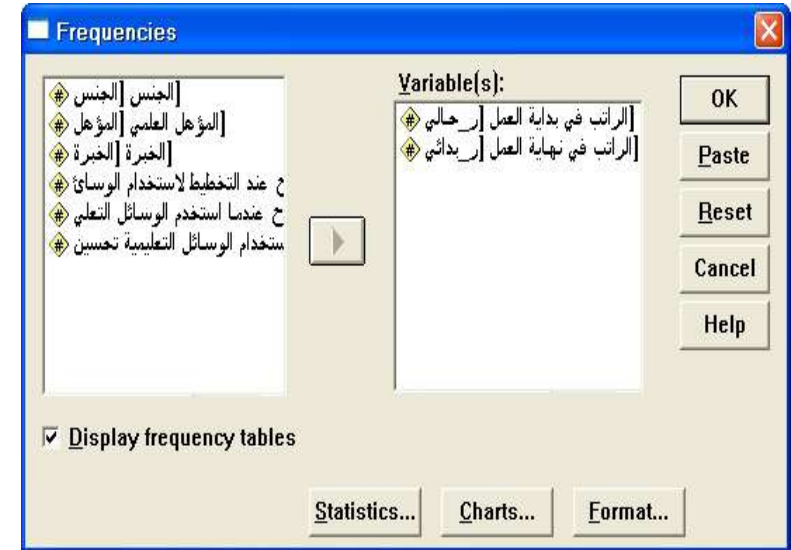 Frequencies
الجنس [الجنس]
المؤهل العلمي [المؤهل]
الخبرة [الخبرة]
ح عند التخطيط لاستخدام الوسائ
ح عندما استخدم الوسائل التعلي
ستخدام الوسائل التعليمية تحسين
Variable(s):
الراتب في بداية العمل [ر_حالي]
الراتب في نهاية العمل [ر_بدائي]
OK
Paste
Reset
Cancel
Help
Display frequency tables
Statistics... Charts... Format...